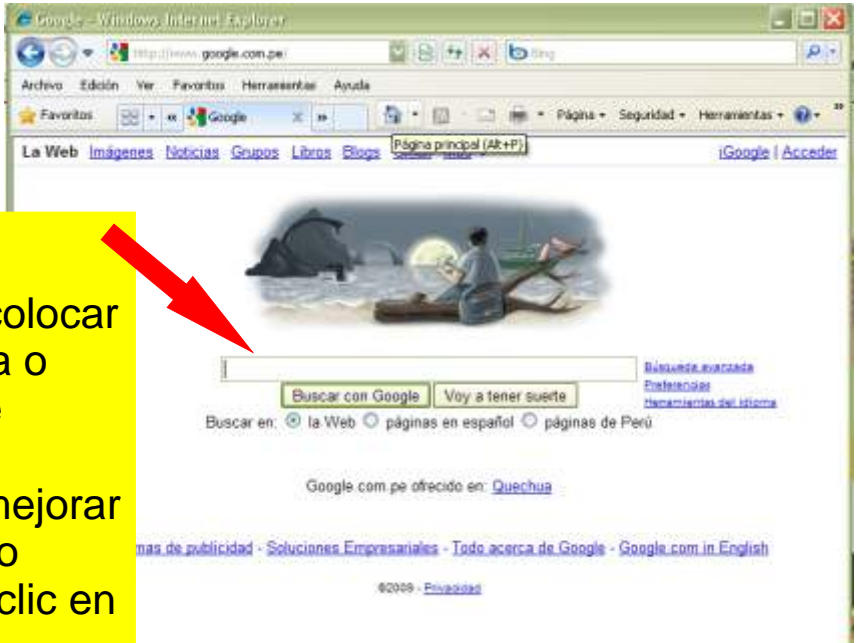 Google - Windows Internet Explorer
http://www.google.com.pe/
Bing
Archivo Edición Ver Favoritos Herramientas Ayuda
Favoritos Google Página Seguridad Herramientas
Página principal (Alt+P)
La Web Imágenes Noticias Grupos Libros Blogs iGoogle | Acceder
colocar
a o
mejorar
o
clic en
Búsqueda avanzada
Preferencias
Herramientas del idioma
Buscar con Google Voy a tener suerte
Buscar en: la Web páginas en español páginas de Perú
Google.com.pe ofrecido en: Quechua
mas de publicidad - Soluciones Empresariales - Todo acerca de Google - Google.com in English
©2009 - Privacidad